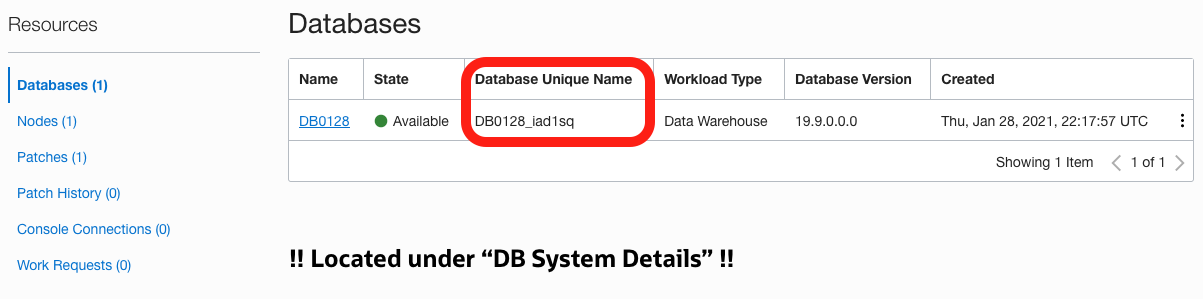 Resources
Databases (1)
Nodes (1)
Patches (1)
Patch History (0)
Console Connections (0)
Work Requests (0)
Databases
Name State Database Unique Name Workload Type Database Version Created
DB0128 Available DB0128_iad1sq Data Warehouse 19.9.0.0.0 Thu, Jan 28, 2021, 22:17:57 UTC
Showing 1 Item 1 of 1
!! Located under “DB System Details” !!